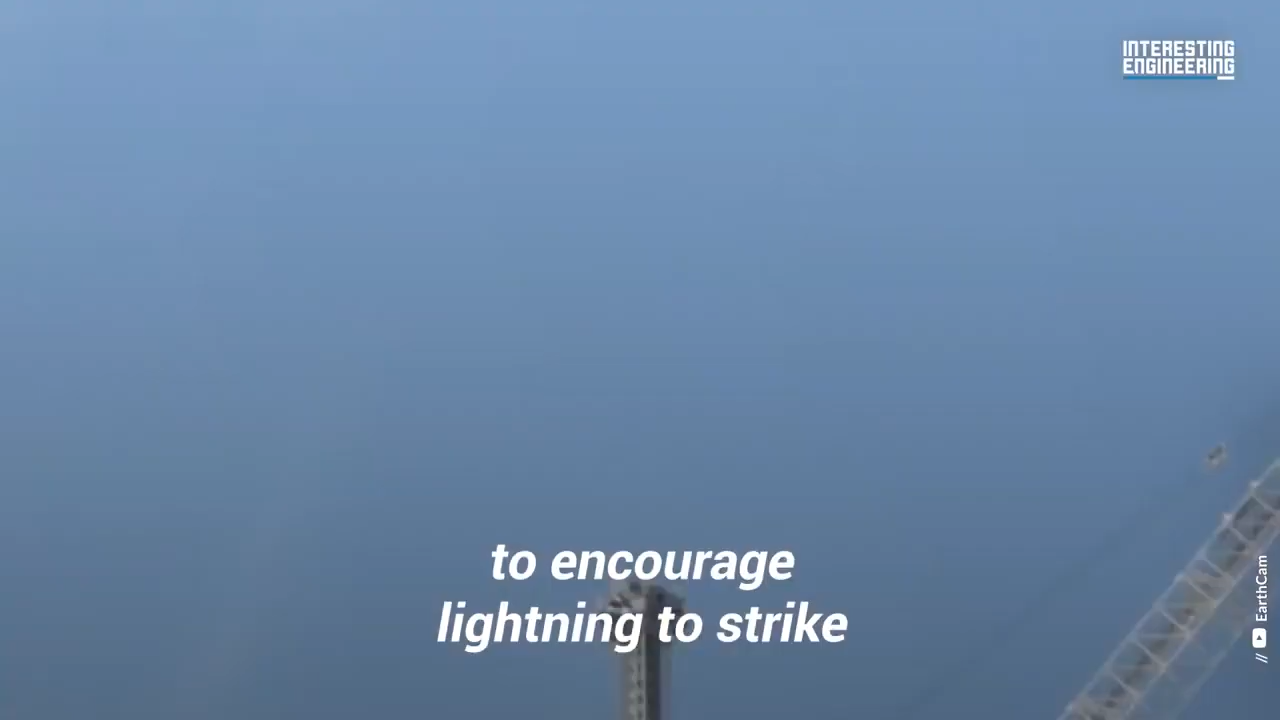 INTERESTING
ENGINEERING
to encourage
lightning to strike
// EarthCam